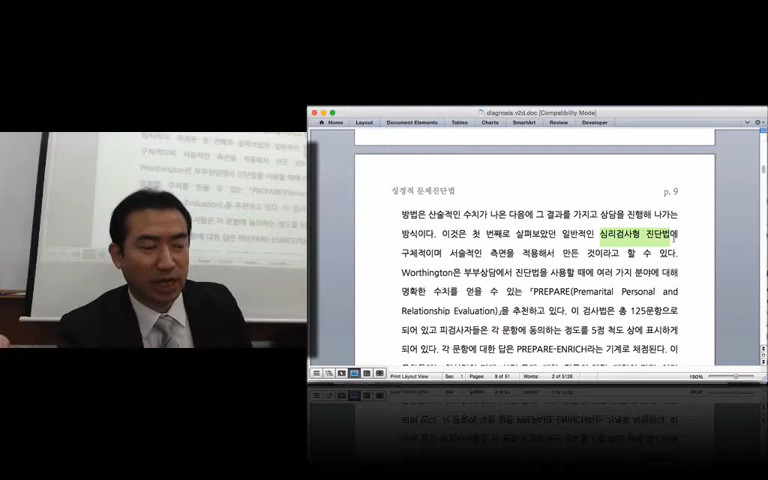 diagnosis v2d.doc [Compatibility Mode]
Home Layout Document Elements Tables Charts SmartArt Review Developer
성경적 문제진단법 p. 9
방법은 산술적인 수치가 나온 다음에 그 결과를 가지고 상담을 진행해 나가는
방식이다. 이것은 첫 번째로 살펴보았던 일반적인 심리검사형 진단법에
구체적이며 서술적인 측면을 적용해서 만든 것이라고 할 수 있다.
Worthington은 부부상담에서 진단법을 사용할 때에 여러 가지 분야에 대해
명확한 수치를 얻을 수 있는 「PREPARE(Premarital Personal and
Relationship Evaluation)」을 추천하고 있다. 이 검사법은 총 125문항으로
되어 있고 피검사자들은 각 문항에 동의하는 정도를 5점 척도 상에 표시하게
되어 있다. 각 문항에 대한 답은 PREPARE-ENRICH라는 기계로 채점된다. 이
Print Layout View Sec 1 Pages: 9 of 51 Words: 2 of 5126 190%